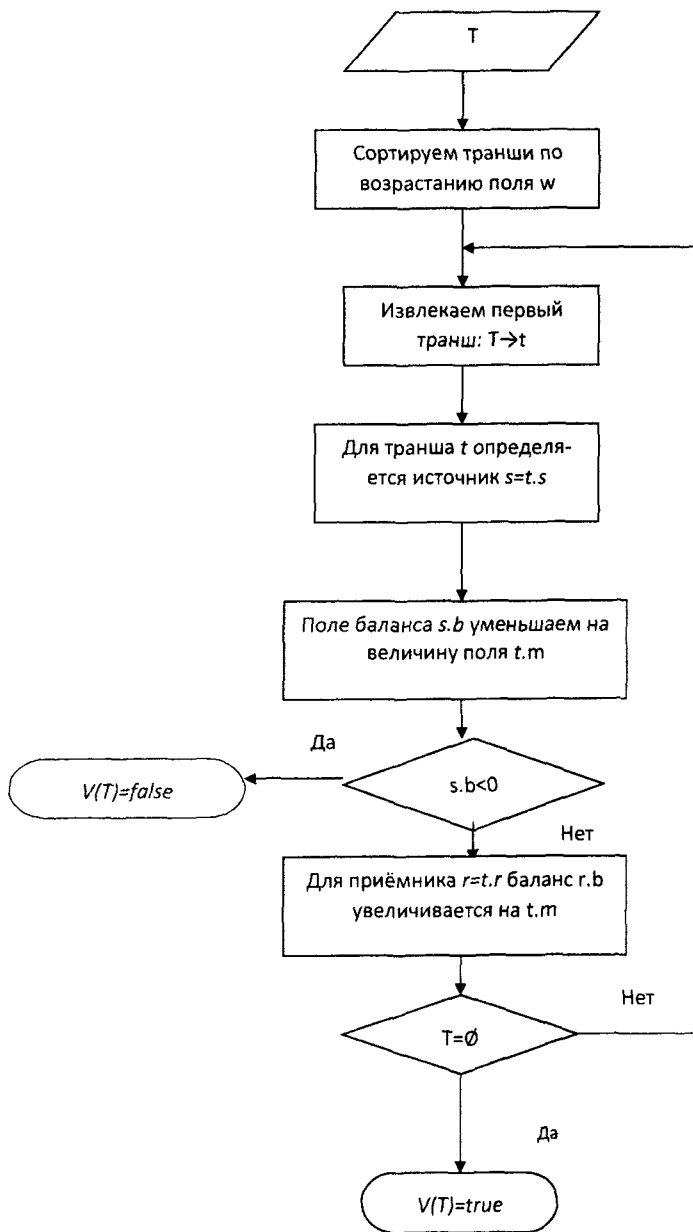 T
Сортируем транши по
возрастанию поля w
Извлекаем первый
транш: T→t
Для транша t определя-
ется источник s=t.s
Поле баланса s.b уменьшаем на
величину поля t.m
Да
V(T)=false
s.b<0
Нет
Для приёмника r=t.r баланс r.b
увеличивается на t.m
Нет
T=Ø
Да
V(T)=true